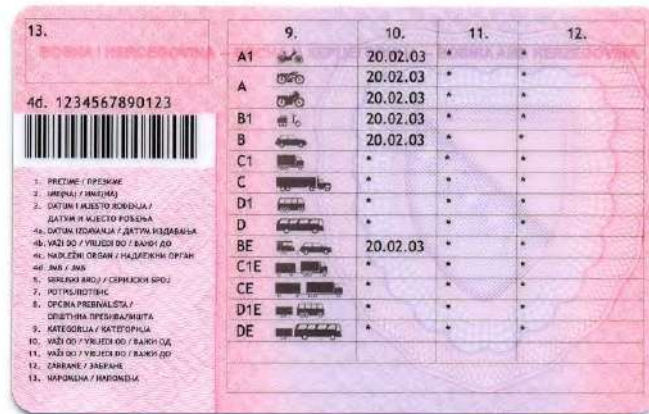 13.
9. 10. 11. 12.
BOSNA I HERCEGOVINA
4d. 1234567890123
A1 20.02.03 * *
A 20.02.03 * *
20.02.03 * *
B1 20.02.03 * *
B 20.02.03 * *
C1 * * *
C * * *
D1 * * *
D * * *
BE 20.02.03 * *
C1E * * *
CE * * *
D1E * * *
DE * * *
1. PREZIME / ПРЕЗИМЕ
2. IME(NA) / ИМЕ(НА)
3. DATUM I MJESTO ROĐENJA /
ДАТУМ И МЈЕСТО РОЂЕЊА
4a. DATUM IZDAVANJA / ДАТУМ ИЗДАВАЊА
4b. VAŽI DO / VRIJEDI DO / ВАЖИ ДО
4c. NADLEŽNI ORGAN / НАДЛЕЖНИ ОРГАН
4d. JMB / ЈМБ
5. SERIJSKI BROJ / СЕРИЈСКИ БРОЈ
7. POTPIS/ПОТПИС
8. OPĆINA PREBIVALIŠTA /
ОПШТИНА ПРЕБИВАЛИШТА
9. KATEGORIJA / КАТЕГОРИЈА
10. VAŽI OD / VRIJEDI OD / ВАЖИ ОД
11. VAŽI DO / VRIJEDI DO / ВАЖИ ДО
12. ZABRANE / ЗАБРАНЕ
13. NAPOMENA / НАПОМЕНА